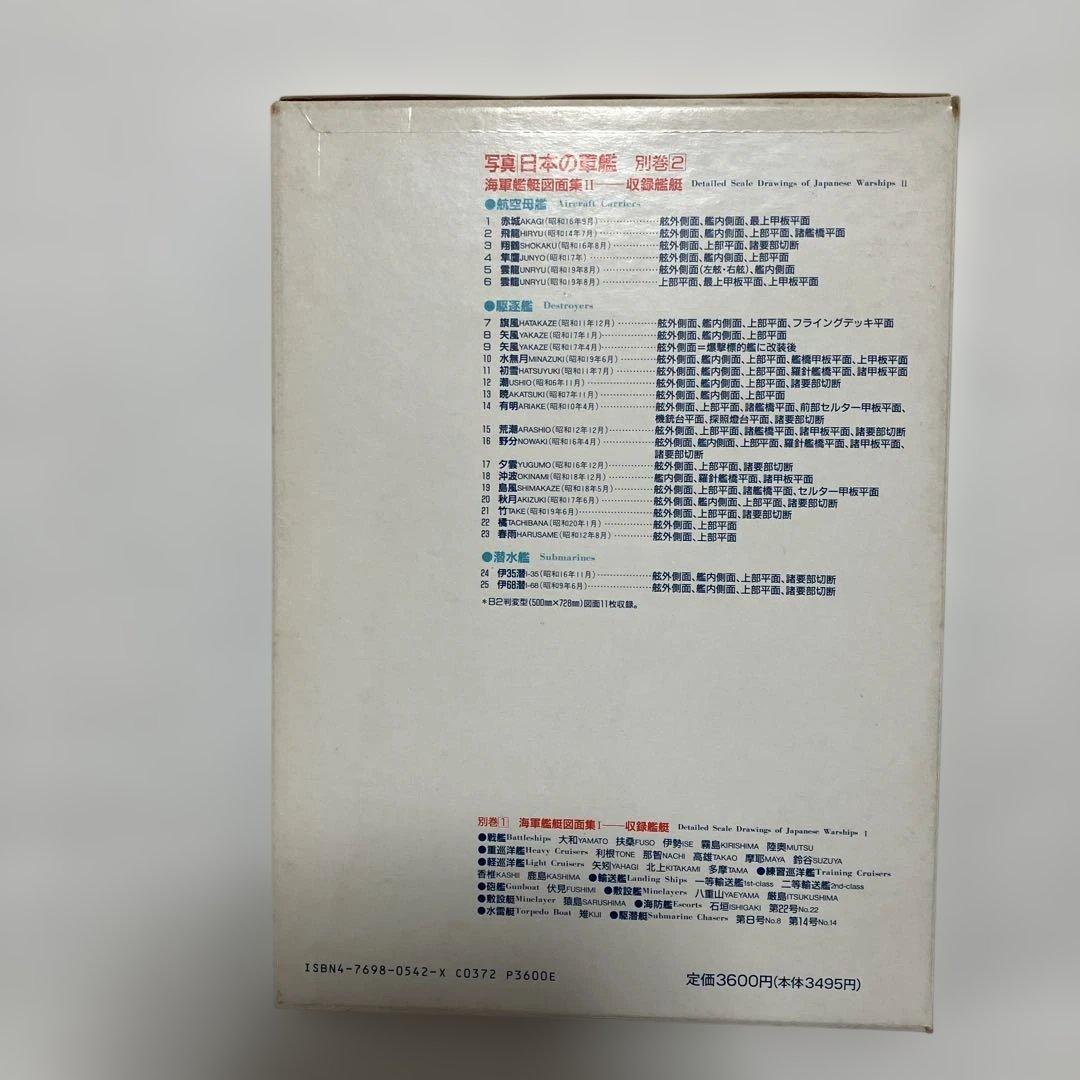 写真日本の軍艦 別巻2
海軍艦艇図面集II——収録艦艇 Detailed Scale Drawings of Japanese Warships II
●航空母艦 Aircraft Carriers
1 赤城AKAGI(昭和16年9月)……………舷外側面、艦内側面、最上甲板平面
2 飛龍HIRYU(昭和14年7月)……………舷外側面、艦内側面、上部平面、諸艦橋平面
3 翔鶴SHOKAKU(昭和16年8月)…………舷外側面、上部平面、諸要部切断
4 隼鷹JUNYO(昭和17年)………………舷外側面、艦内側面、上部平面
5 雲龍UNRYU(昭和19年8月)……………舷外側面(左舷・右舷)、艦内側面
6 雲龍UNRYU(昭和19年8月)……………上部平面、最上甲板平面、上甲板平面
●駆逐艦 Destroyers
7 旗風HATAKAZE(昭和11年12月)…………舷外側面、艦内側面、上部平面、フライングデッキ平面
8 矢風YAKAZE(昭和17年1月)……………舷外側面、艦内側面、上部平面
9 矢風YAKAZE(昭和17年4月)……………舷外側面=爆撃標的艦に改装後
10 水無月MINAZUKI(昭和19年6月)…………舷外側面、艦内側面、上部平面、艦橋甲板平面、上甲板平面
11 初雪HATSUYUKI(昭和11年7月)…………舷外側面、艦内側面、上部平面、羅針艦橋平面、諸甲板平面
12 潮USHIO(昭和6年11月)………………舷外側面、艦内側面、上部平面、諸要部切断
13 暁AKATSUKI(昭和7年11月)……………舷外側面、艦内側面、上部平面
14 有明ARIAKE(昭和10年4月)……………舷外側面、上部平面、諸艦橋平面、前部セルター甲板平面、
機銃台平面、探照燈台平面、諸要部切断
15 荒潮ARASHIO(昭和12年12月)…………舷外側面、上部平面、諸艦橋平面、諸甲板平面、諸要部切断
16 野分NOWAKI(昭和16年4月)……………舷外側面、艦内側面、上部平面、羅針艦橋平面、諸甲板平面、
諸要部切断
17 夕雲YUGUMO(昭和16年12月)……………舷外側面、上部平面、諸要部切断
18 沖波OKINAMI(昭和18年12月)…………艦内側面、羅針艦橋平面、諸甲板平面
19 島風SHIMAKAZE(昭和18年5月)…………舷外側面、上部平面、諸艦橋平面、セルター甲板平面
20 秋月AKIZUKI(昭和17年6月)……………舷外側面、艦内側面、上部平面、諸要部切断
21 竹TAKE(昭和19年6月)………………舷外側面、上部平面、諸要部切断
22 橘TACHIBANA(昭和20年1月)……………舷外側面、上部平面
23 春雨HARUSAME(昭和12年8月)…………舷外側面、上部平面
●潜水艦 Submarines
24 伊35潜I-35(昭和16年11月)……………舷外側面、艦内側面、上部平面、諸要部切断
25 伊68潜I-68(昭和9年6月)………………舷外側面、艦内側面、上部平面、諸要部切断
*B2判変型(500mm×728mm)図面11枚収録。
別巻1 海軍艦艇図面集I——収録艦艇 Detailed Scale Drawings of Japanese Warships I
●戦艦Battleships 大和YAMATO 扶桑FUSO 伊勢ISE 霧島KIRISHIMA 陸奥MUTSU
●重巡洋艦Heavy Cruisers 利根TONE 那智NACHI 高雄TAKAO 摩耶MAYA 鈴谷SUZUYA
●軽巡洋艦Light Cruisers 矢矧YAHAGI 北上KITAKAMI 多摩TAMA ●練習巡洋艦Training Cruisers
香椎KASHII 鹿島KASHIMA ●輸送艦Landing Ships 一等輸送艦1st-class 二等輸送艦2nd-class
●砲艦Gunboat 伏見FUSHIMI ●敷設艦Minelayers 八重山YAEYAMA 厳島ITSUKUSHIMA
●敷設艇Minelayer 猿島SARUSHIMA ●海防艦Escorts 石垣ISHIGAKI 第22号No.22
●水雷艇Torpedo Boat 雉KIJI ●駆潜艇Submarine Chasers 第8号No.8 第14号No.14
ISBN4-7698-0542-X C0372 P3600E
定価3600円(本体3495円)